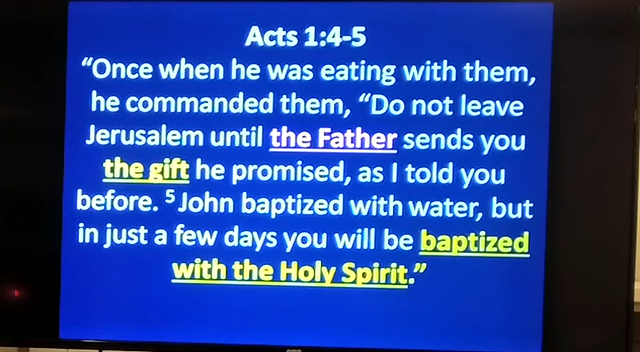 Acts 1:4-5
“Once when he was eating with them,
he commanded them, “Do not leave
Jerusalem until the Father sends you
the gift he promised, as I told you
before. ⁵ John baptized with water, but
in just a few days you will be baptized
with the Holy Spirit.”